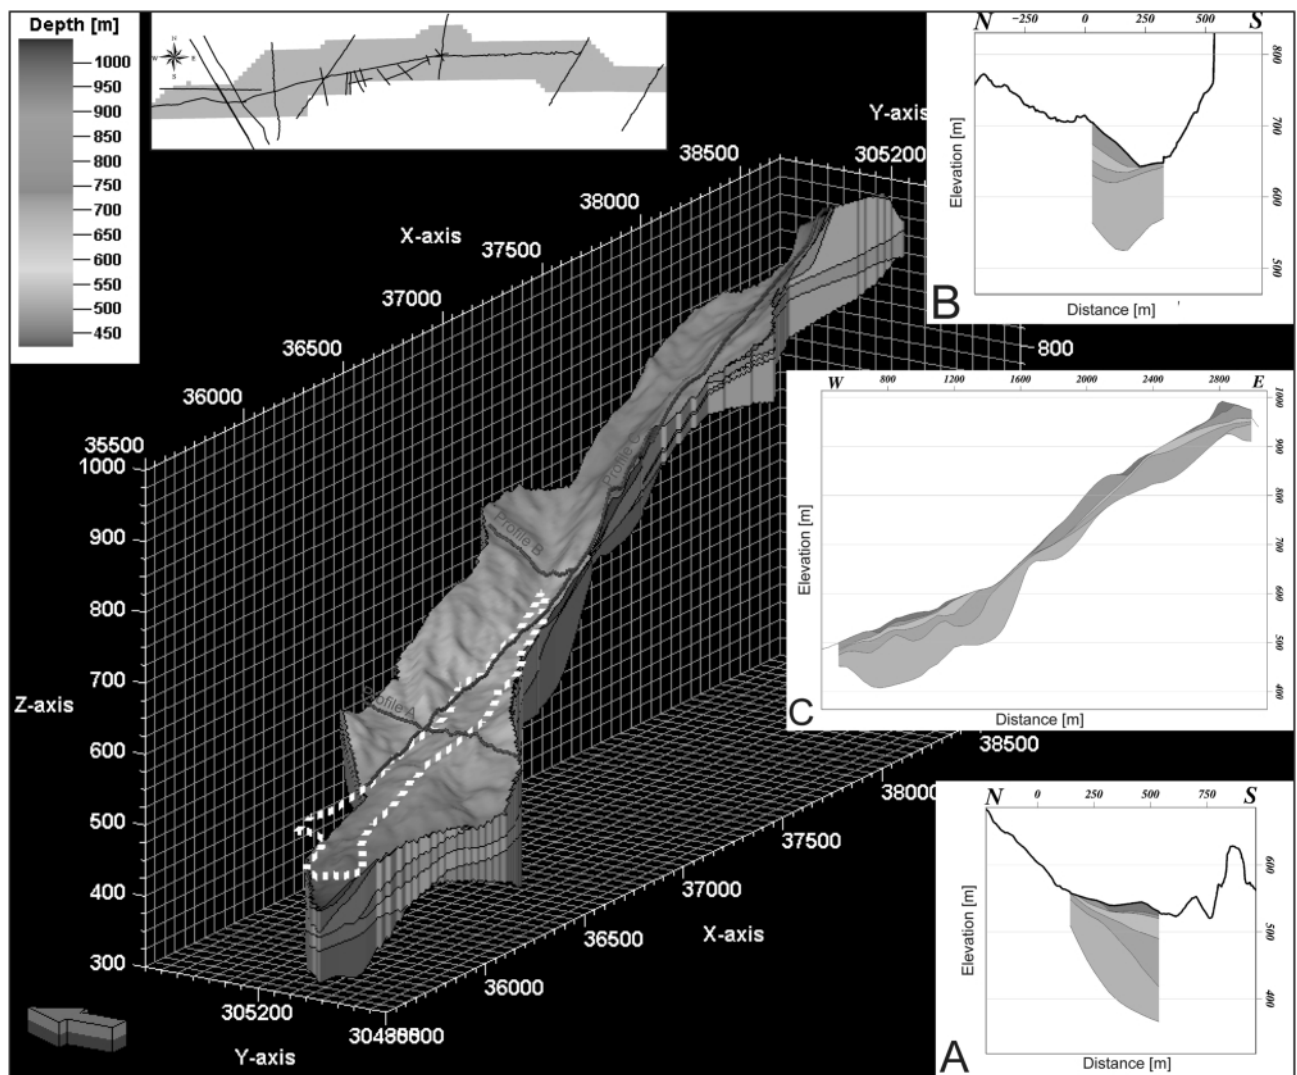 Depth [m]
1000
950
900
850
800
750
700
650
600
550
500
450
N
W
E
S
X-axis
35500
36000
36500
37000
37500
38000
38500
Y-axis
305200
1000
900
800
700
600
500
400
300
Z-axis
800
Profile A
Profile B
Profile C
305200
Y-axis
36000
36500
37000
37500
38000
38500
X-axis
N -250 0 250 500 S
800
700
600
500
Elevation [m]
Distance [m]
B
W 800 1200 1600 2000 2400 2800 E
1000
900
800
700
600
500
400
Elevation [m]
Distance [m]
C
N 0 250 500 750 S
600
500
400
Elevation [m]
Distance [m]
A